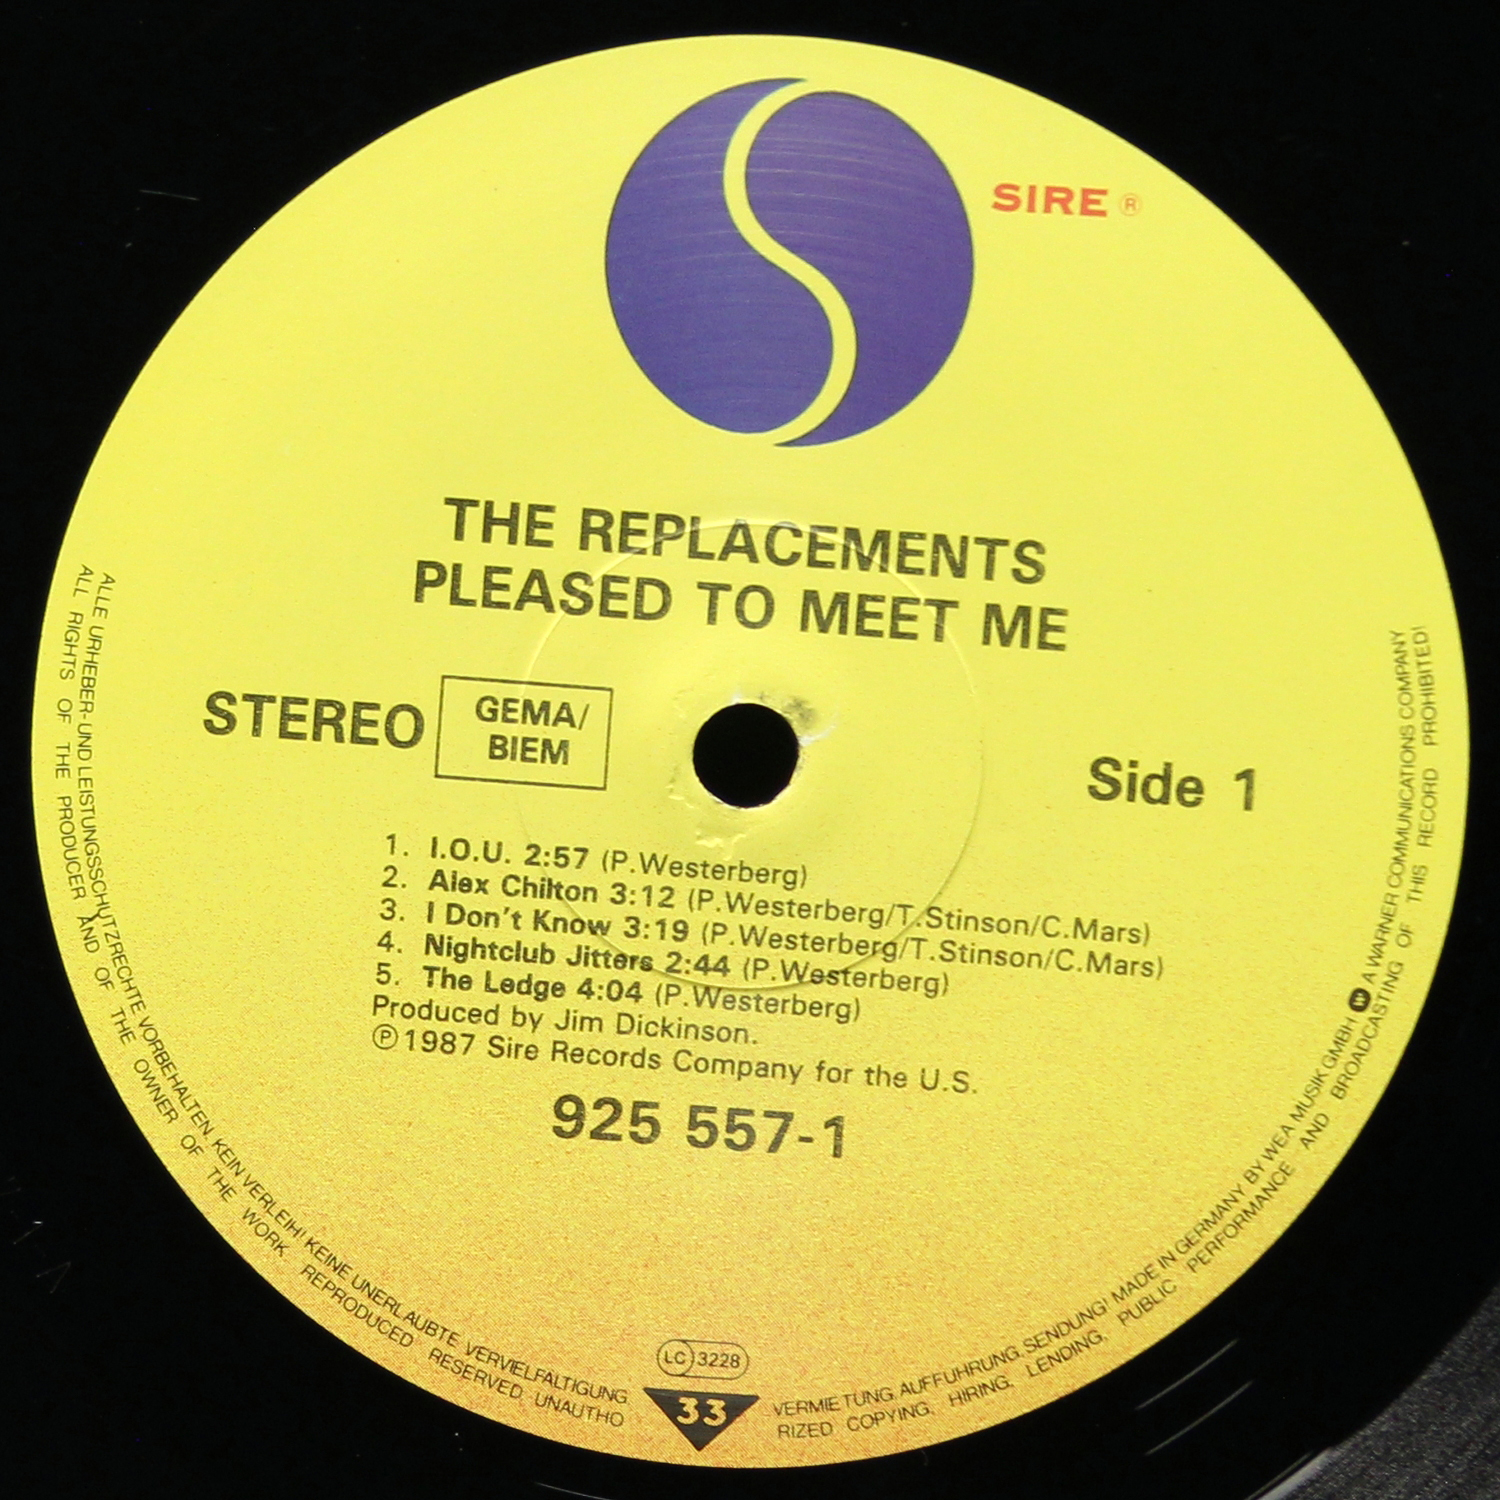 SIRE ®
THE REPLACEMENTS
PLEASED TO MEET ME
STEREO
GEMA/
BIEM
Side 1
1. I.O.U. 2:57 (P.Westerberg)
2. Alex Chilton 3:12 (P.Westerberg/T.Stinson/C.Mars)
3. I Don't Know 3:19 (P.Westerberg/T.Stinson/C.Mars)
4. Nightclub Jitters 2:44 (P.Westerberg)
5. The Ledge 4:04 (P.Westerberg)
Produced by Jim Dickinson.
℗1987 Sire Records Company for the U.S.
925 557-1
LC 3228
33
ALLE URHEBER- UND LEISTUNGSSCHUTZRECHTE VORBEHALTEN. KEIN VERLEIH! KEINE UNERLAUBTE VERVIELFÄLTIGUNG, VERMIETUNG, AUFFÜHRUNG, SENDUNG! MADE IN GERMANY BY WEA MUSIK GMBH A WARNER COMMUNICATIONS COMPANY
ALL RIGHTS OF THE PRODUCER AND OF THE OWNER OF THE WORK REPRODUCED RESERVED. UNAUTHORIZED COPYING, HIRING, LENDING, PUBLIC PERFORMANCE AND BROADCASTING OF THIS RECORD PROHIBITED!